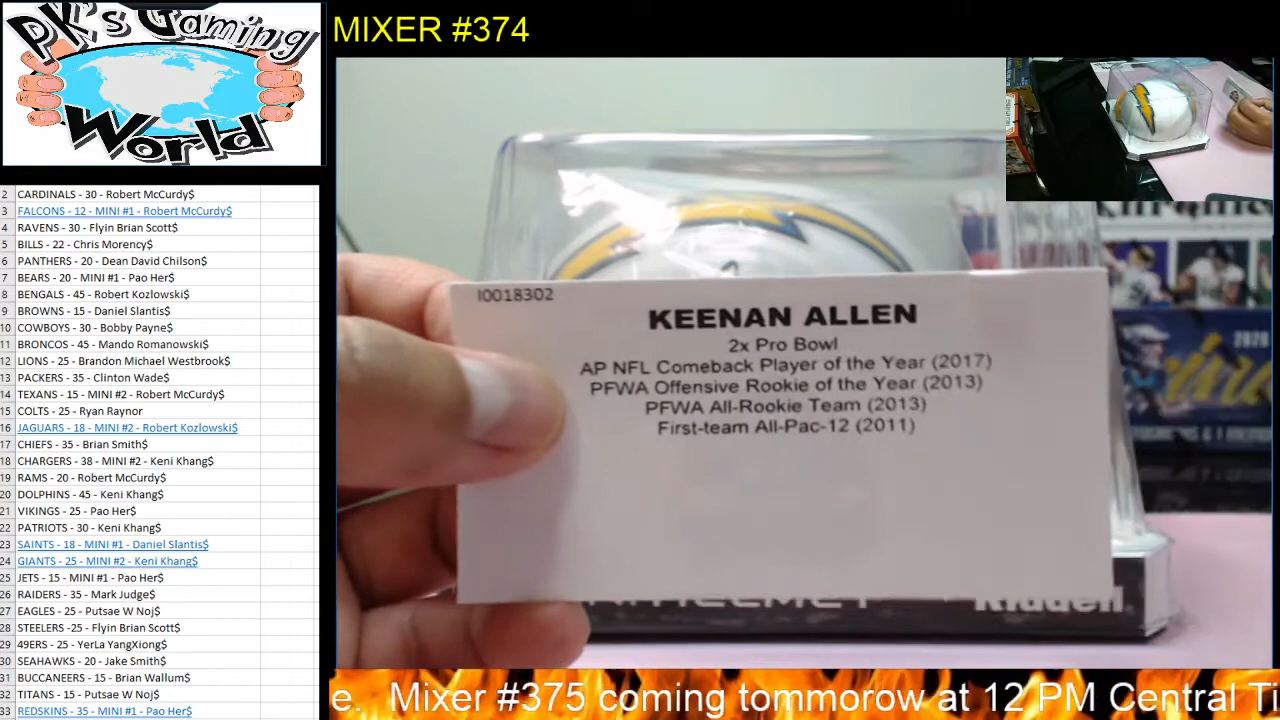 PK's Gaming
World
MIXER #374
2 CARDINALS - 30 - Robert McCurdy$
3 FALCONS - 12 - MINI #1 - Robert McCurdy$
4 RAVENS - 30 - Flyin Brian Scott$
5 BILLS - 22 - Chris Morency$
6 PANTHERS - 20 - Dean David Chilson$
7 BEARS - 20 - MINI #1 - Pao Her$
8 BENGALS - 45 - Robert Kozlowski$
9 BROWNS - 15 - Daniel Slantis$
10 COWBOYS - 30 - Bobby Payne$
11 BRONCOS - 45 - Mando Romanowski$
12 LIONS - 25 - Brandon Michael Westbrook$
13 PACKERS - 35 - Clinton Wade$
14 TEXANS - 15 - MINI #2 - Robert McCurdy$
15 COLTS - 25 - Ryan Raynor
16 JAGUARS - 18 - MINI #2 - Robert Kozlowski$
17 CHIEFS - 35 - Brian Smith$
18 CHARGERS - 38 - MINI #2 - Keni Khang$
19 RAMS - 20 - Robert McCurdy$
20 DOLPHINS - 45 - Keni Khang$
21 VIKINGS - 25 - Pao Her$
22 PATRIOTS - 30 - Keni Khang$
23 SAINTS - 18 - MINI #1 - Daniel Slantis$
24 GIANTS - 25 - MINI #2 - Keni Khang$
25 JETS - 15 - MINI #1 - Pao Her$
26 RAIDERS - 35 - Mark Judge$
27 EAGLES - 25 - Putsae W Noj$
28 STEELERS -25 - Flyin Brian Scott$
29 49ERS - 25 - YerLa YangXiong$
30 SEAHAWKS - 20 - Jake Smith$
31 BUCCANEERS - 15 - Brian Wallum$
32 TITANS - 15 - Putsae W Noj$
33 REDSKINS - 35 - MINI #1 - Pao Her$
I0018302
KEENAN ALLEN
2x Pro Bowl
AP NFL Comeback Player of the Year (2017)
PFWA Offensive Rookie of the Year (2013)
PFWA All-Rookie Team (2013)
First-team All-Pac-12 (2011)
2020
Riddell
e. Mixer #375 coming tommorow at 12 PM Central Ti